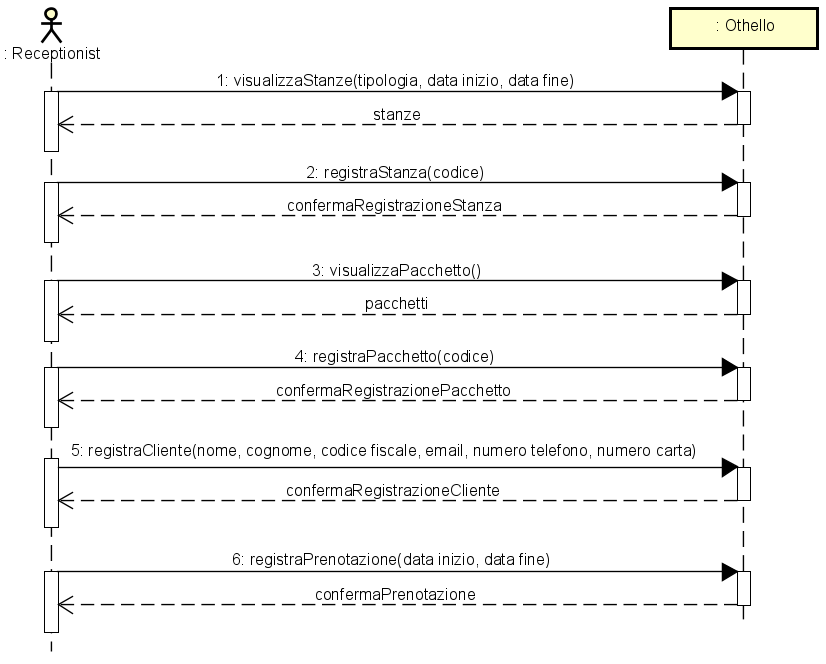 : Receptionist
: Othello
1: visualizzaStanze(tipologia, data inizio, data fine)
stanze
2: registraStanza(codice)
confermaRegistrazioneStanza
3: visualizzaPacchetto()
pacchetti
4: registraPacchetto(codice)
confermaRegistrazionePacchetto
5: registraCliente(nome, cognome, codice fiscale, email, numero telefono, numero carta)
confermaRegistrazioneCliente
6: registraPrenotazione(data inizio, data fine)
confermaPrenotazione